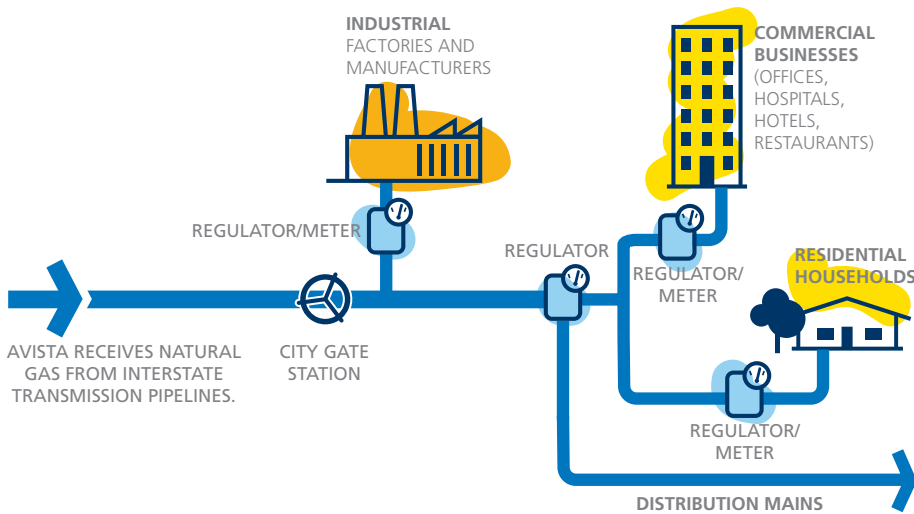 INDUSTRIAL
FACTORIES AND
MANUFACTURERS
COMMERCIAL
BUSINESSES
(OFFICES,
HOSPITALS,
HOTELS,
RESTAURANTS)
REGULATOR/METER
REGULATOR
REGULATOR/
METER
RESIDENTIAL
HOUSEHOLDS
AVISTA RECEIVES NATURAL
GAS FROM INTERSTATE
TRANSMISSION PIPELINES.
CITY GATE
STATION
REGULATOR/
METER
DISTRIBUTION MAINS